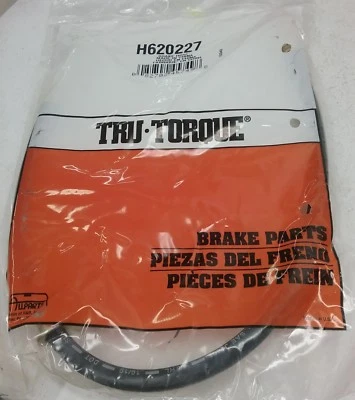 H620227
TRU-TORQUE®
BRAKE PARTS
PIEZAS DEL FRENO
PIÈCES DE FREIN